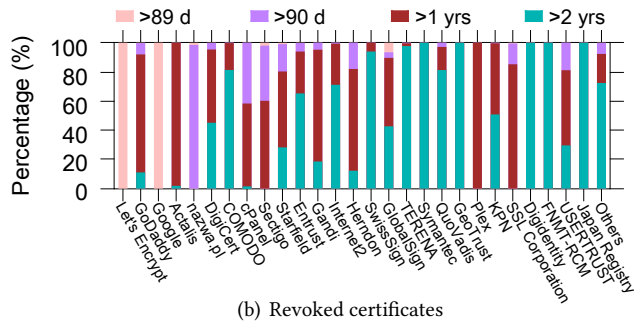 >89 d >90 d >1 yrs >2 yrs
Percentage (%)
100
80
60
40
20
0
Let's Encrypt
GoDaddy
Google
Actalis
nazwa.pl
DigiCert
COMODO
cPanel
Sectigo
Starfield
Entrust
Gandi
Internet2
Herndon
SwissSign
GlobalSign
TERENA
Symantec
QuoVadis
GeoTrust
Plex
KPN
SSL Corporation
Digidentity
FNMT-RCM
USERTRUST
Japan Registry
Others
(b) Revoked certificates